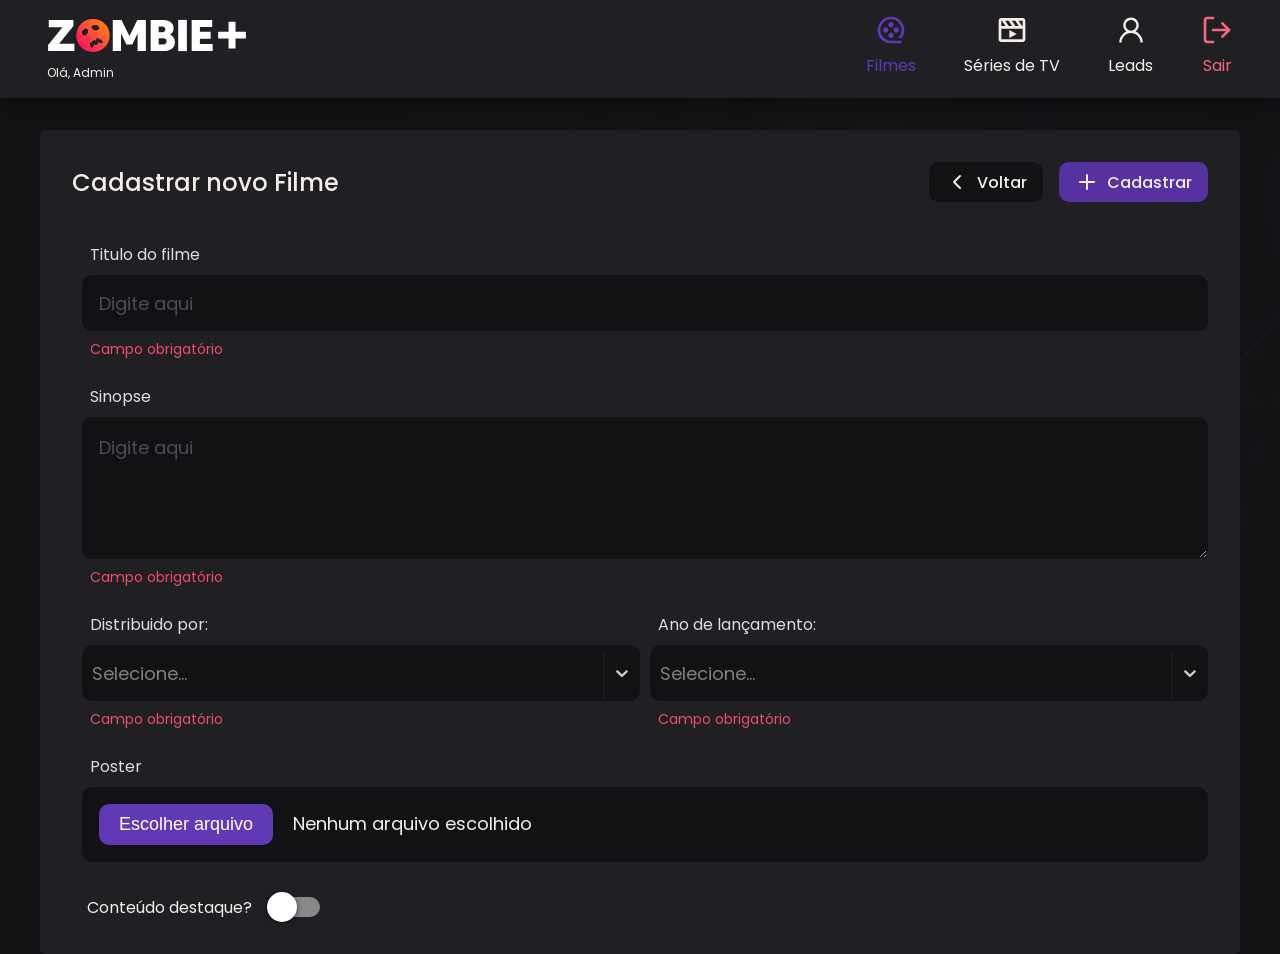 ZOMBIE+
Olá, Admin
Filmes
Séries de TV
Leads
Sair
Cadastrar novo Filme
Voltar
Cadastrar
Titulo do filme
Digite aqui
Campo obrigatório
Sinopse
Digite aqui
Campo obrigatório
Distribuido por:
Ano de lançamento:
Selecione...
Selecione...
Campo obrigatório
Campo obrigatório
Poster
Escolher arquivo
Nenhum arquivo escolhido
Conteúdo destaque?